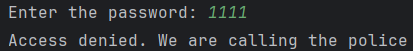 Enter the password: 1111
Access denied. We are calling the police